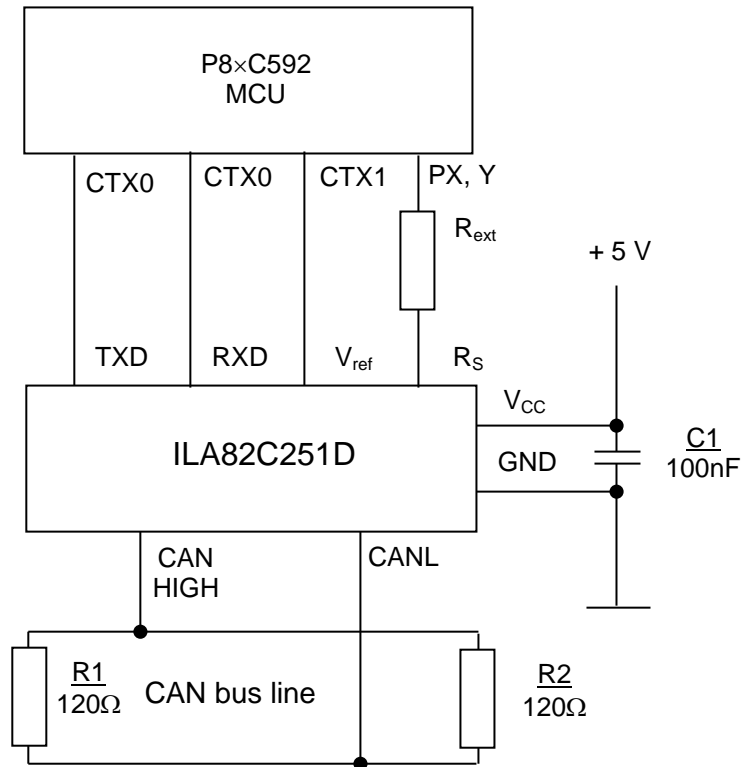 P8×C592
MCU
CTX0 CTX0 CTX1 PX, Y
R_ext
+ 5 V
TXD RXD V_ref R_S
V_CC
ILA82C251D
GND
C1
100nF
CAN
HIGH
CANL
R1
120Ω
CAN bus line
R2
120Ω